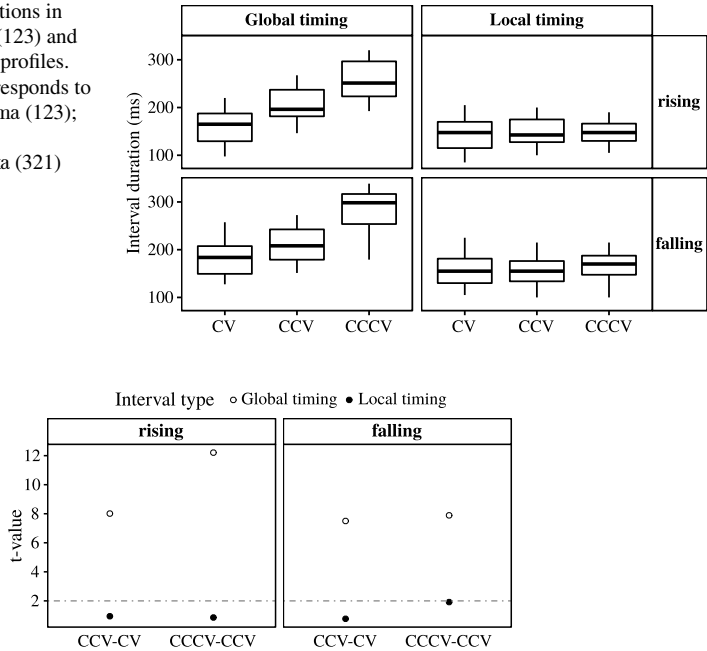 tions in
(123) and
profiles.
responds to
ma (123);
a (321)
Global timing Local timing
300
200
100
rising
Interval duration (ms)
300
200
100
falling
CV CCV CCCV CV CCV CCCV
Interval type Global timing Local timing
rising falling
12
10
8
6
4
2
t-value
CCV-CV CCCV-CCV CCV-CV CCCV-CCV